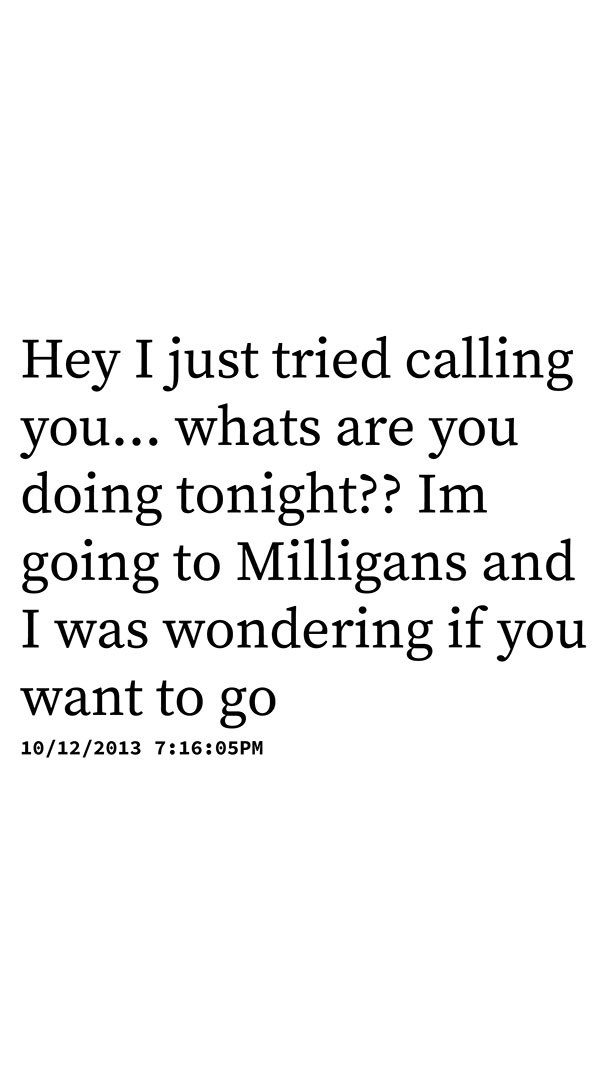 Hey I just tried calling
you... whats are you
doing tonight?? Im
going to Milligans and
I was wondering if you
want to go
10/12/2013 7:16:05PM